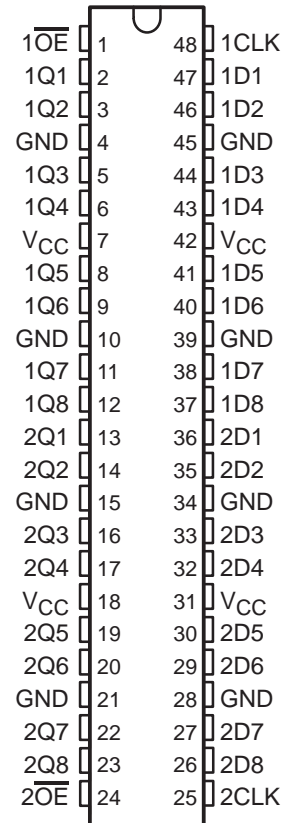 1O̅E̅ 1 48 1CLK
1Q1 2 47 1D1
1Q2 3 46 1D2
GND 4 45 GND
1Q3 5 44 1D3
1Q4 6 43 1D4
VCC 7 42 VCC
1Q5 8 41 1D5
1Q6 9 40 1D6
GND 10 39 GND
1Q7 11 38 1D7
1Q8 12 37 1D8
2Q1 13 36 2D1
2Q2 14 35 2D2
GND 15 34 GND
2Q3 16 33 2D3
2Q4 17 32 2D4
VCC 18 31 VCC
2Q5 19 30 2D5
2Q6 20 29 2D6
GND 21 28 GND
2Q7 22 27 2D7
2Q8 23 26 2D8
2O̅E̅ 24 25 2CLK